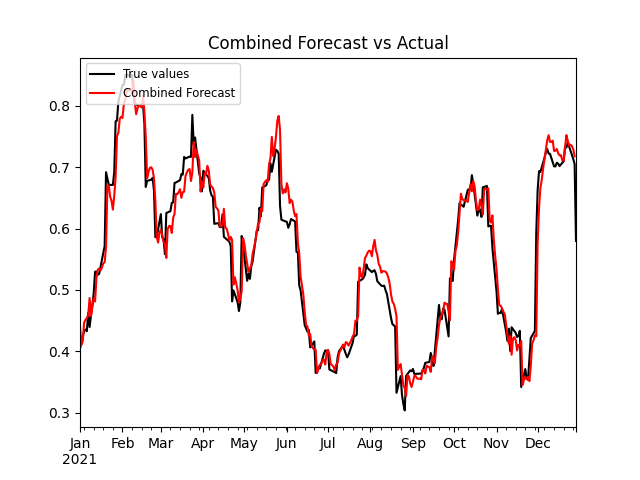 Combined Forecast vs Actual
True values
Combined Forecast
0.8
0.7
0.6
0.5
0.4
0.3
Jan Feb Mar Apr May Jun Jul Aug Sep Oct Nov Dec
2021